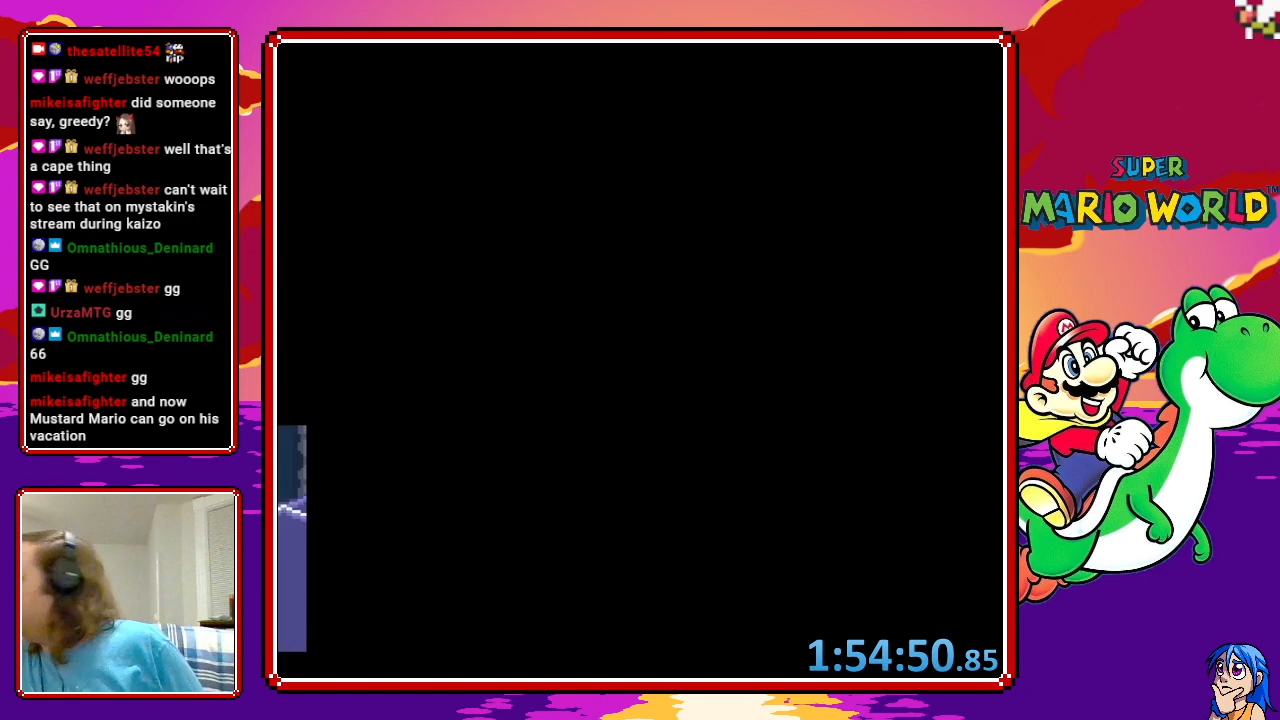 thesatellite54 RIP
weffjebster wooops
mikeisafighter did someone
say, greedy?
weffjebster well that's
a cape thing
weffjebster can't wait
to see that on mystakin's
stream during kaizo
Omnathious_Deninard
GG
weffjebster gg
UrzaMTG gg
Omnathious_Deninard
66
mikeisafighter gg
mikeisafighter and now
Mustard Mario can go on his
vacation
SUPER
MARIO WORLD™
M
1:54:50.85